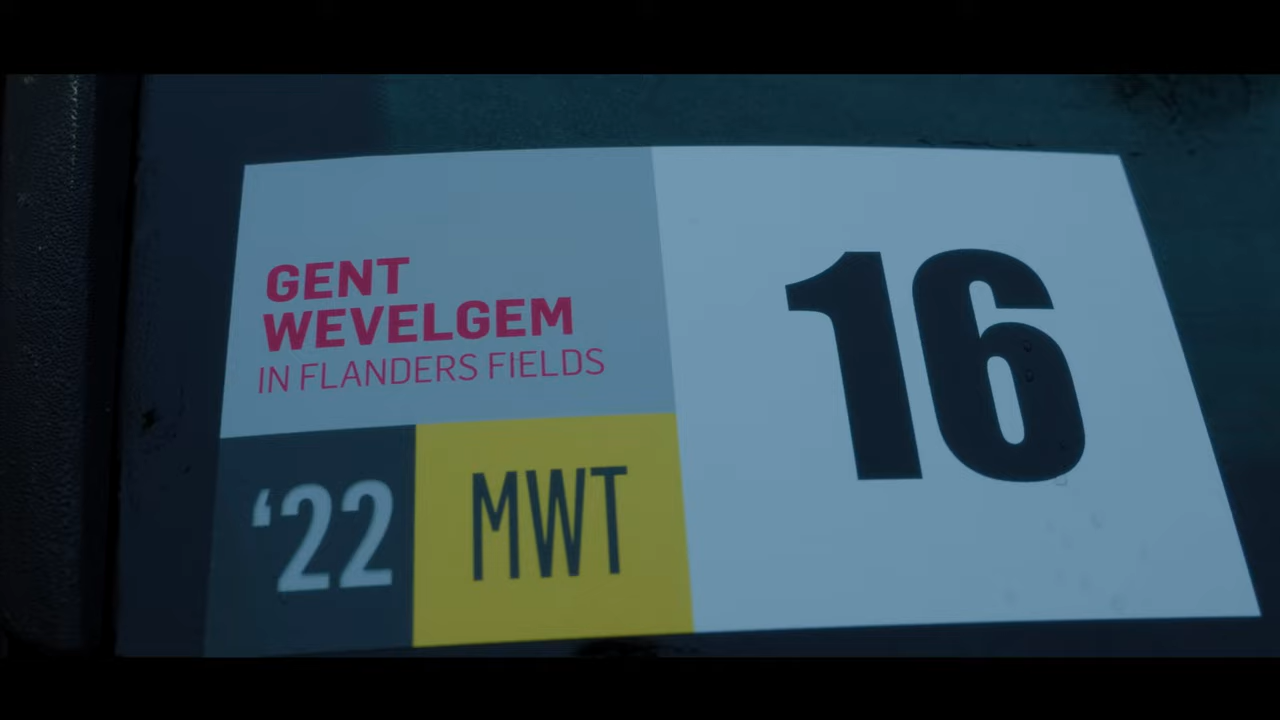 GENT
WEVELGEM
IN FLANDERS FIELDS
‘22
MWT
16